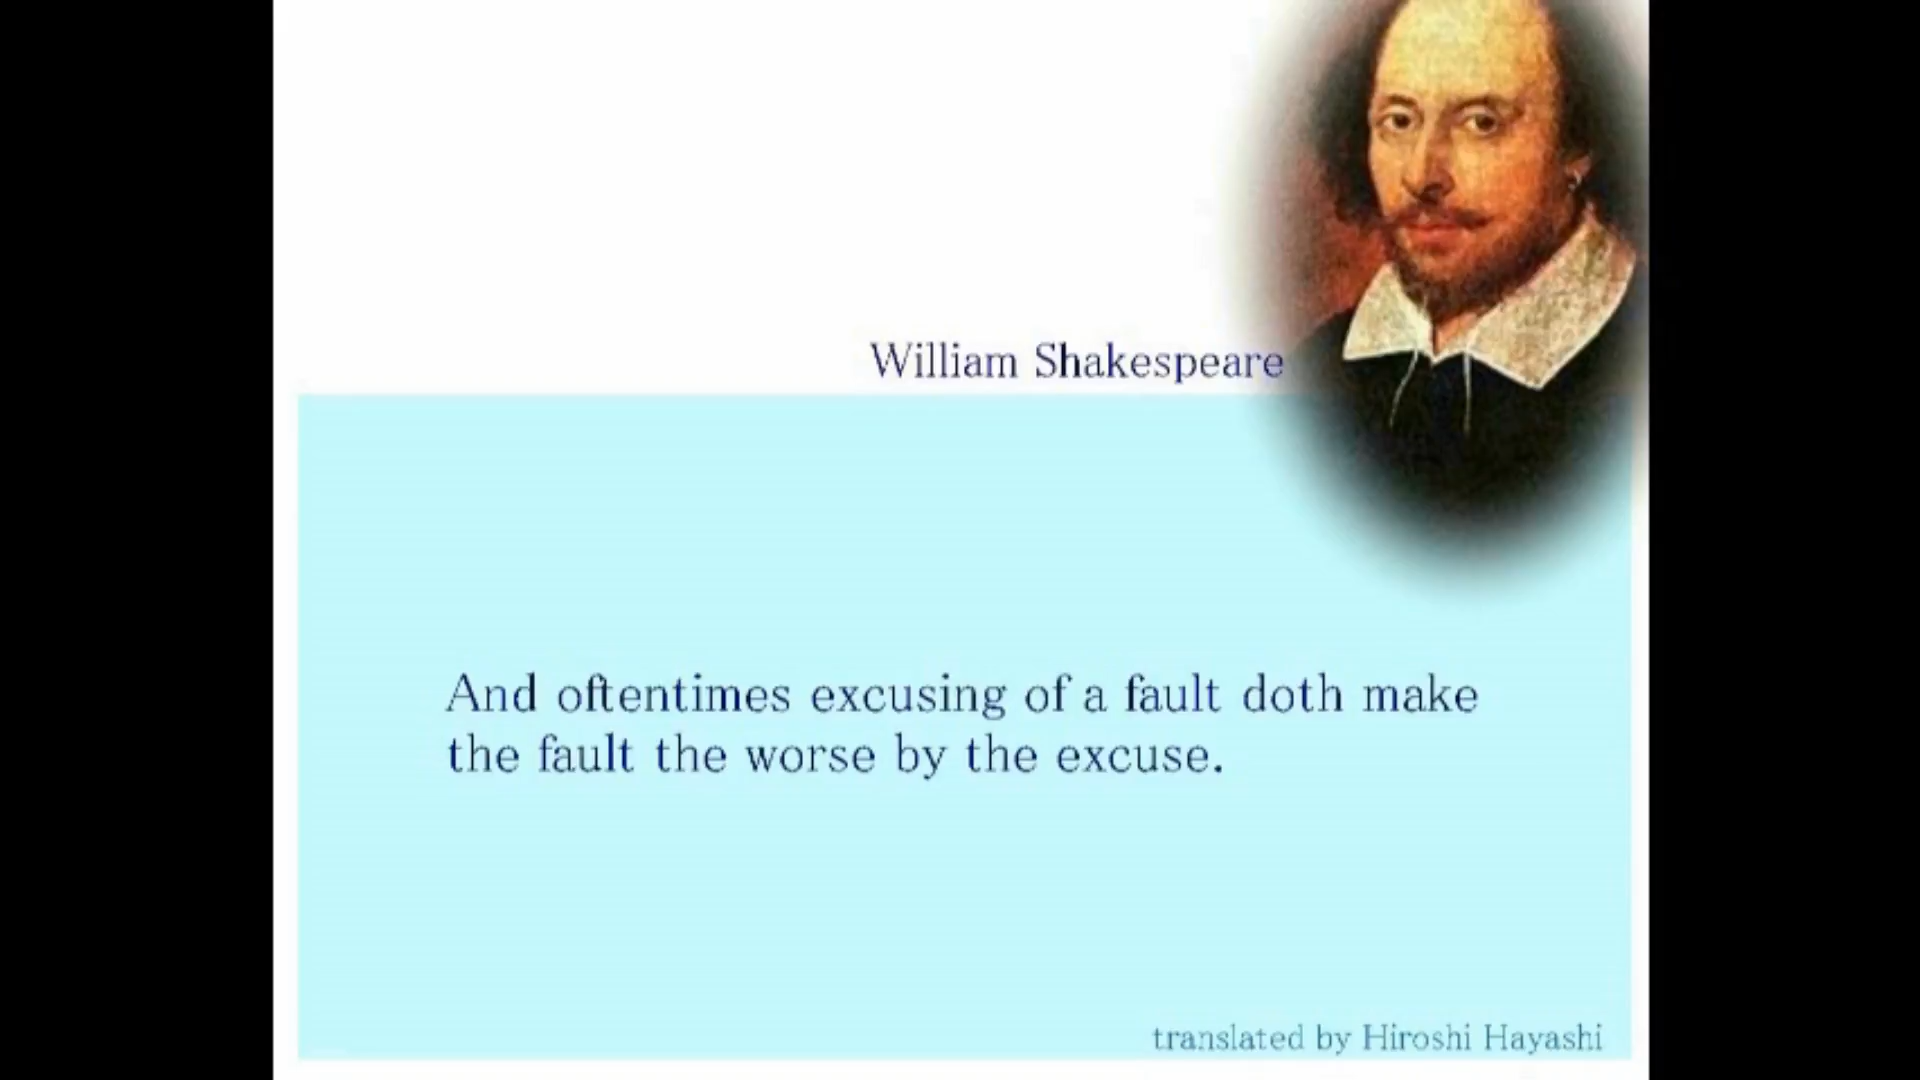 William Shakespeare
And oftentimes excusing of a fault doth make
the fault the worse by the excuse.
translated by Hiroshi Hayashi